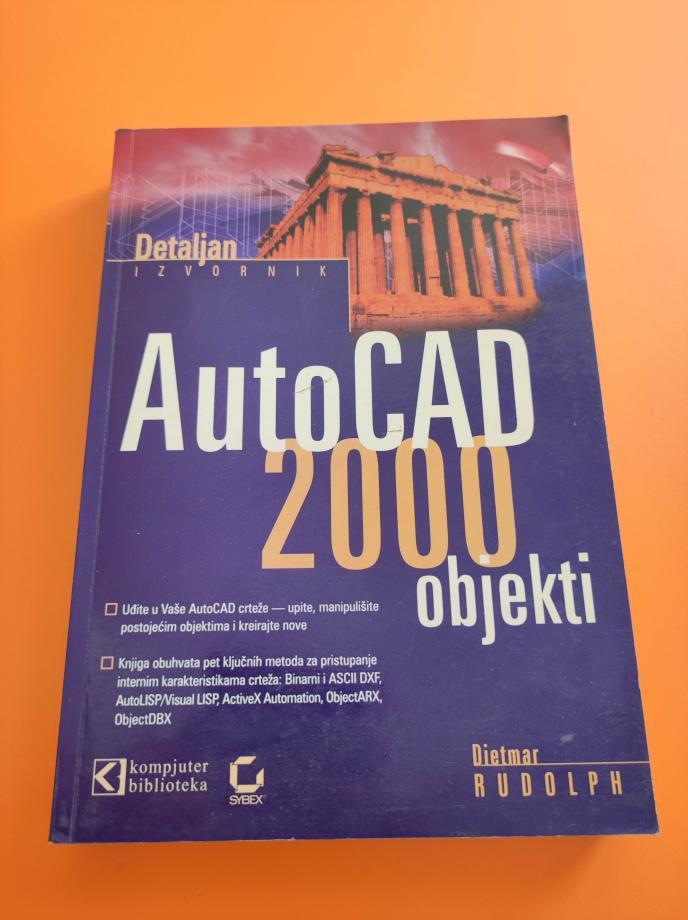 Detaljan
IZVORNIK
AutoCAD
2000
objekti
Uđite u Vaše AutoCAD crteže — upite, manipulišite
postojećim objektima i kreirajte nove
Knjiga obuhvata pet ključnih metoda za pristupanje
internim karakteristikama crteža: Binarni i ASCII DXF,
AutoLISP/Visual LISP, ActiveX Automation, ObjectARX,
ObjectDBX
kompjuter
biblioteka
SYBEX
Dietmar
RUDOLPH